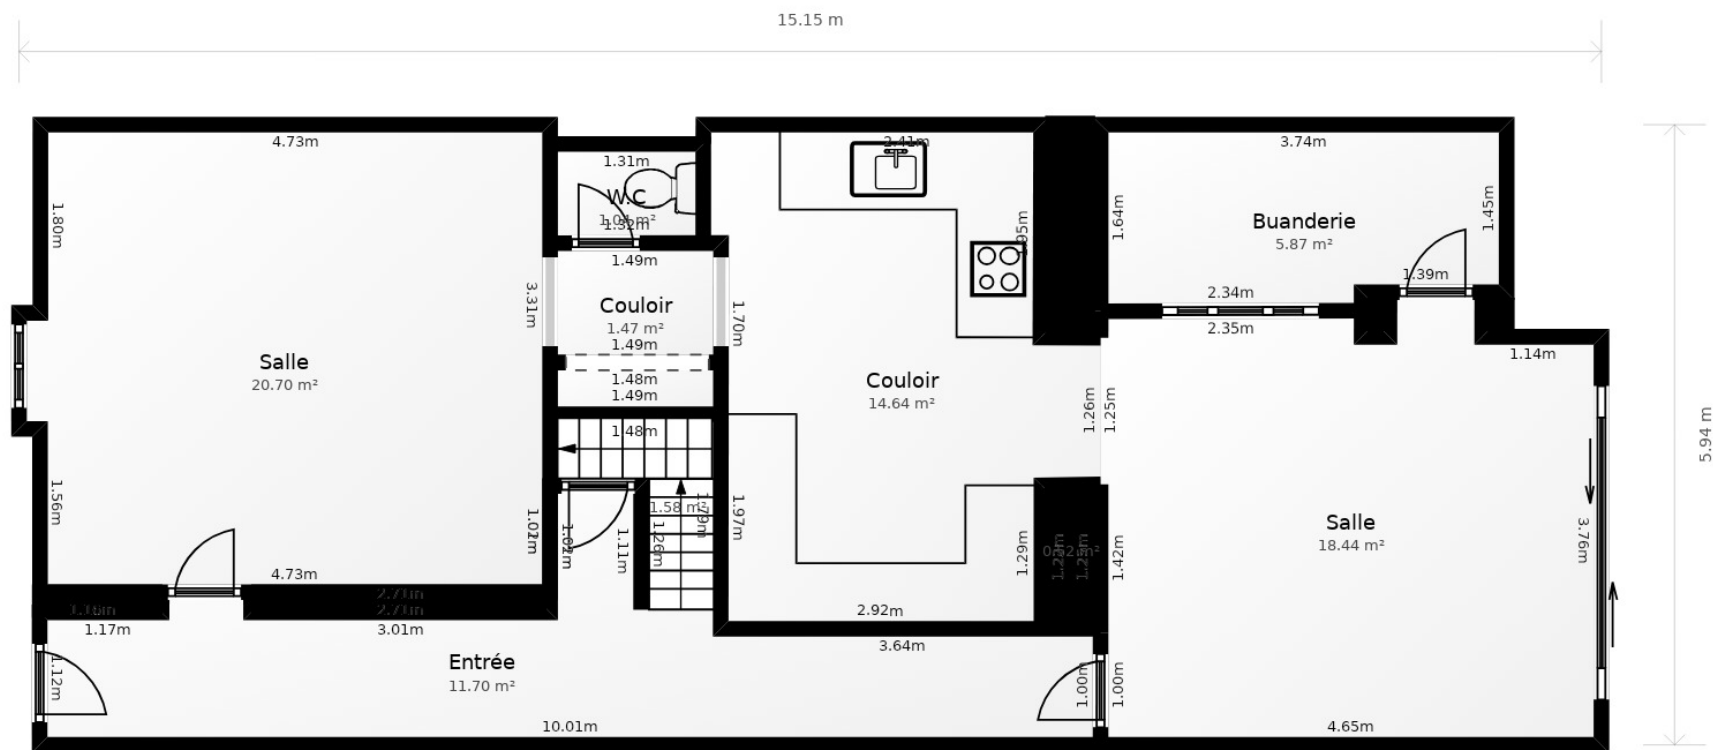 15.15 m
4.73m
2.41m
3.74m
1.31m
W.C
1.32m
1.80m
1.64m
1.45m
Buanderie
5.87 m²
1.49m
1.39m
3.31m
Couloir
1.47 m²
1.70m
2.34m
2.35m
1.49m
1.14m
Salle
20.70 m²
1.48m
1.49m
Couloir
14.64 m²
1.26m
1.25m
5.94 m
1.48m
1.56m
1.58 m²
1.79m
1.97m
1.11m
1.26m
1.29m
1.42m
Salle
18.44 m²
3.76m
4.73m
2.71m
2.71m
1.17m
3.01m
2.92m
3.64m
Entrée
11.70 m²
1.12m
1.00m
1.00m
10.01m
4.65m